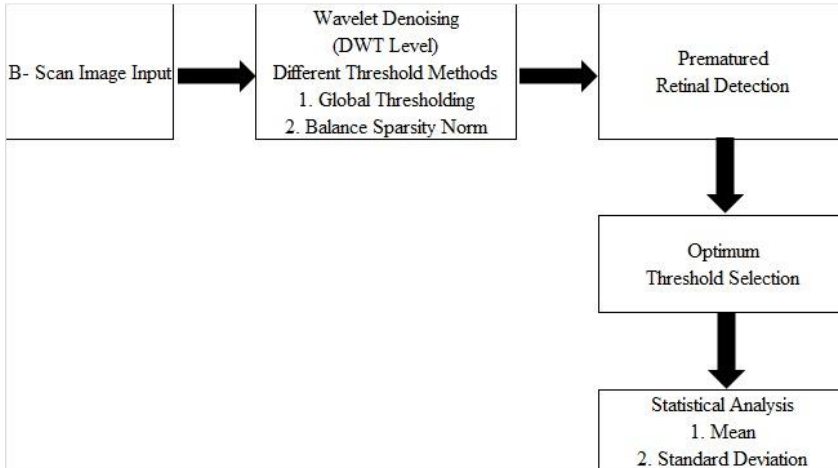 B- Scan Image Input
Wavelet Denoising
(DWT Level)
Different Threshold Methods
1. Global Thresholding
2. Balance Sparsity Norm
Prematured
Retinal Detection
Optimum
Threshold Selection
Statistical Analysis
1. Mean
2. Standard Deviation